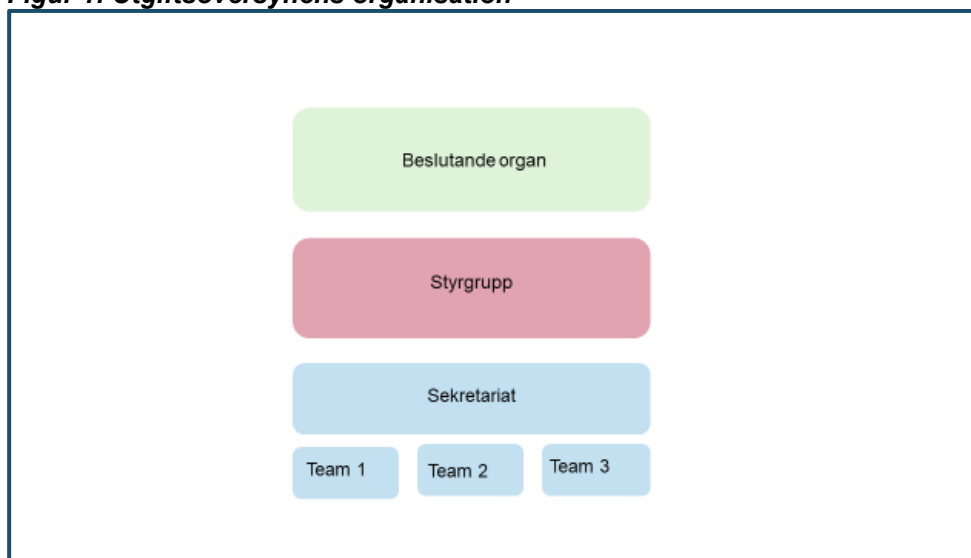 Beslutande organ
Styrgrupp
Sekretariat
Team 1
Team 2
Team 3